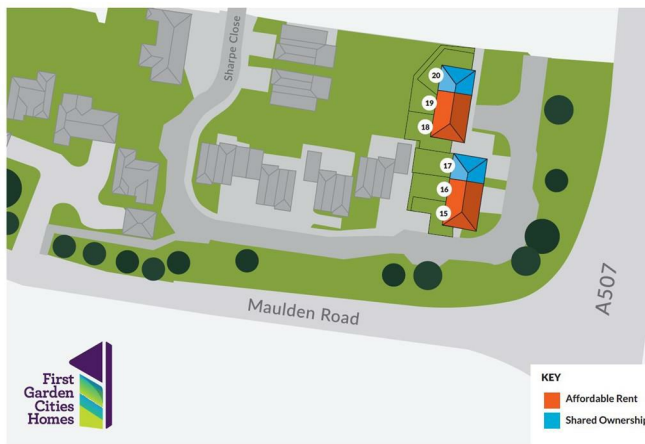 Sharpe Close
20
19
18
17
16
15
Maulden Road
A507
First
Garden
Cities
Homes
KEY
Affordable Rent
Shared Ownership